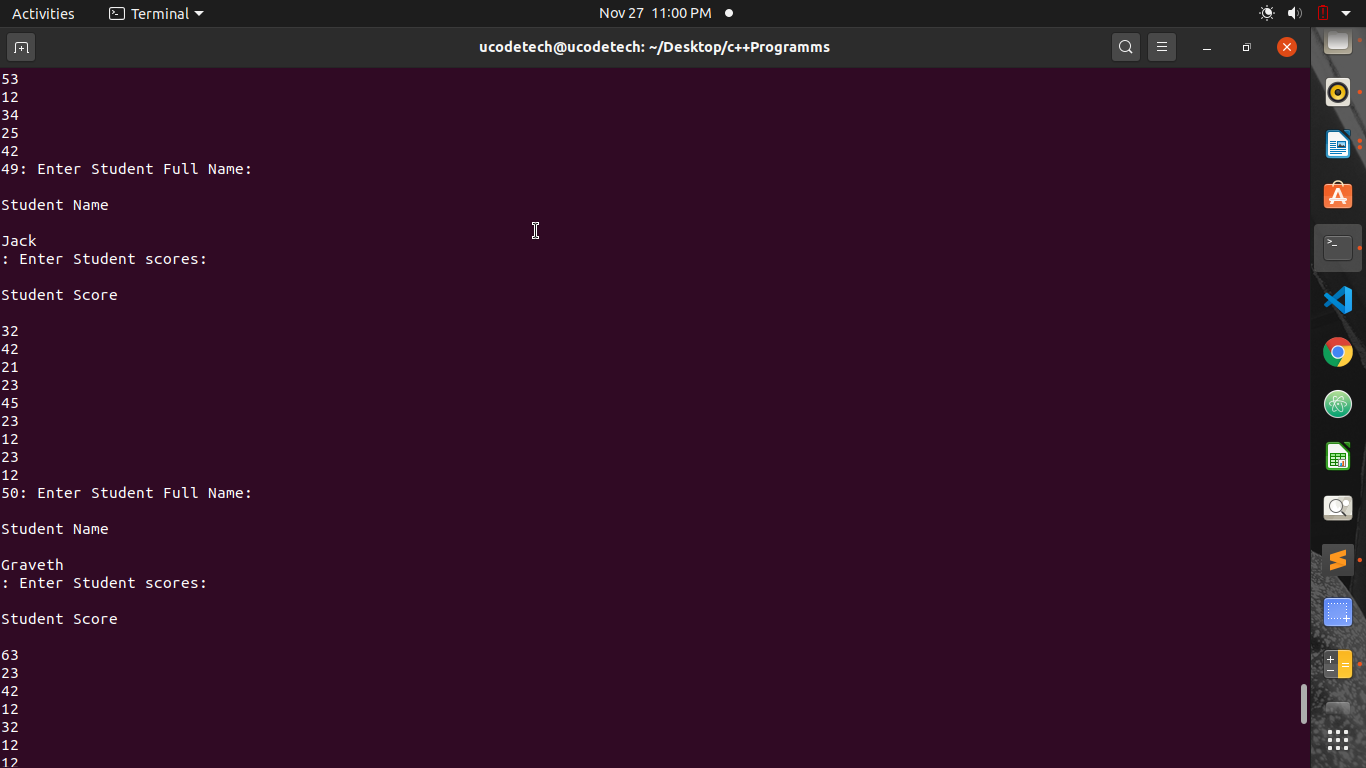 Activities
Terminal
Nov 27 11:00 PM
ucodetech@ucodetech: ~/Desktop/c++Programms
53
12
34
25
42
49: Enter Student Full Name:
Student Name
Jack
: Enter Student scores:
Student Score
32
42
21
23
45
23
12
23
12
50: Enter Student Full Name:
Student Name
Graveth
: Enter Student scores:
Student Score
63
23
42
12
32
12
12